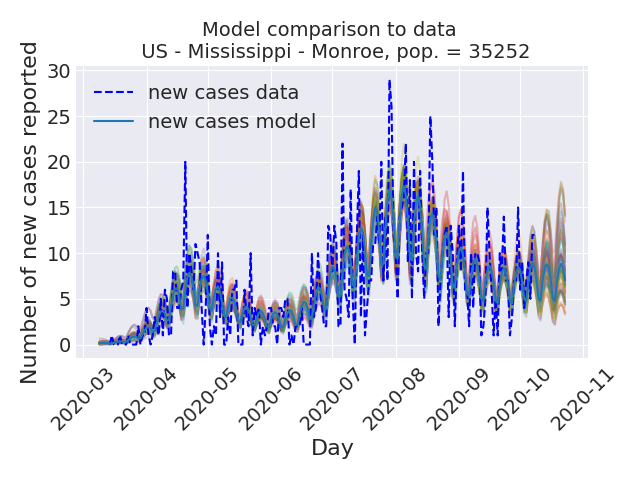 Model comparison to data
US - Mississippi - Monroe, pop. = 35252
Number of new cases reported
30
25
20
15
10
5
0
new cases data
new cases model
2020-03
2020-04
2020-05
2020-06
2020-07
2020-08
2020-09
2020-10
2020-11
Day